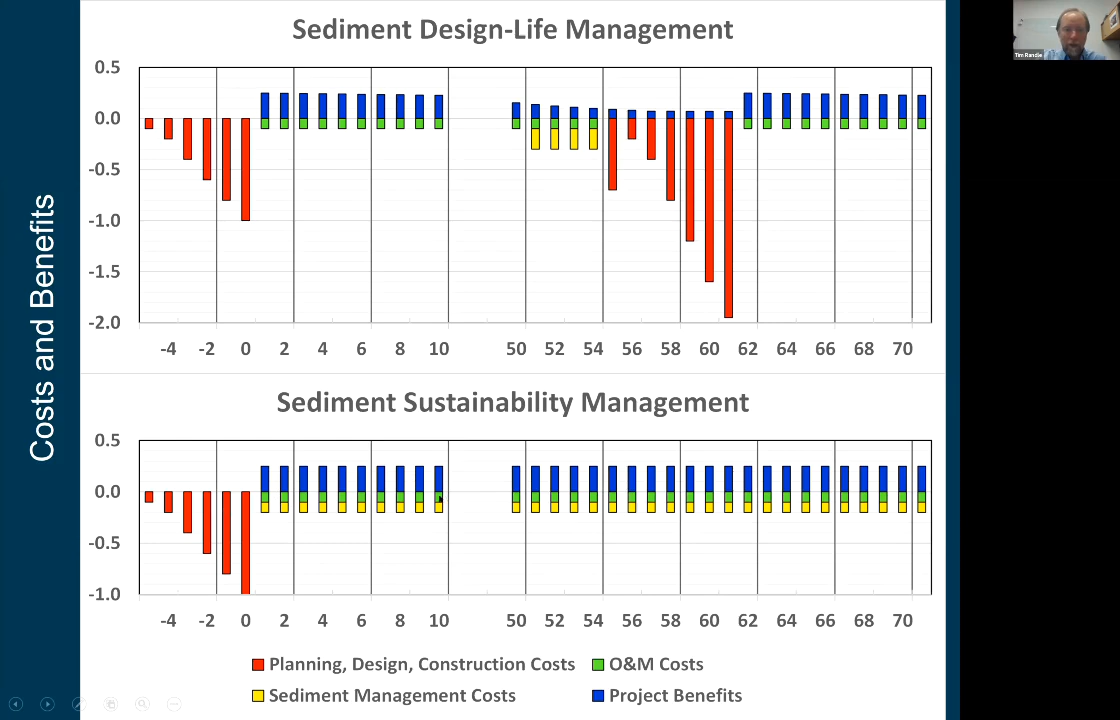 Costs and Benefits
Sediment Design-Life Management
0.5
0.0
-0.5
-1.0
-1.5
-2.0
-4 -2 0 2 4 6 8 10 50 52 54 56 58 60 62 64 66 68 70
Sediment Sustainability Management
0.5
0.0
-0.5
-1.0
-4 -2 0 2 4 6 8 10 50 52 54 56 58 60 62 64 66 68 70
Planning, Design, Construction Costs O&M Costs
Sediment Management Costs Project Benefits
Tim Randle